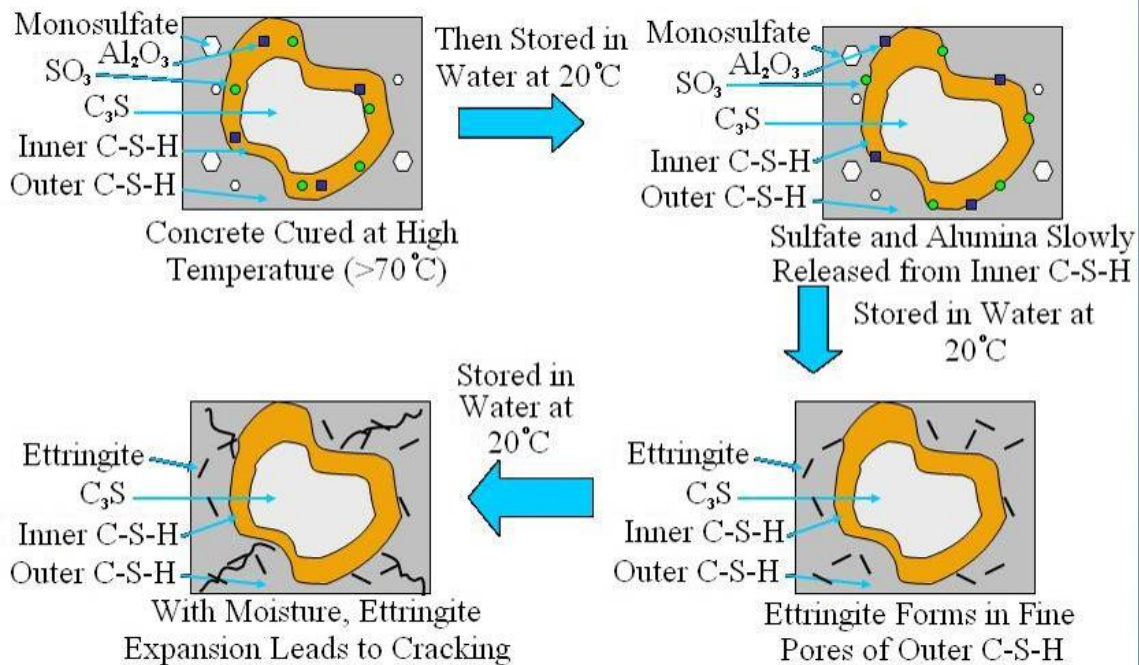 Monosulfate
Al₂O₃
SO₃
C₃S
Inner C-S-H
Outer C-S-H
Concrete Cured at High
Temperature (>70°C)
Then Stored in
Water at 20°C
Monosulfate
Al₂O₃
SO₃
C₃S
Inner C-S-H
Outer C-S-H
Sulfate and Alumina Slowly
Released from Inner C-S-H
Stored in Water at
20°C
Ettringite
C₃S
Inner C-S-H
Outer C-S-H
Ettringite Forms in Fine
Pores of Outer C-S-H
Stored in
Water at
20°C
Ettringite
C₃S
Inner C-S-H
Outer C-S-H
With Moisture, Ettringite
Expansion Leads to Cracking